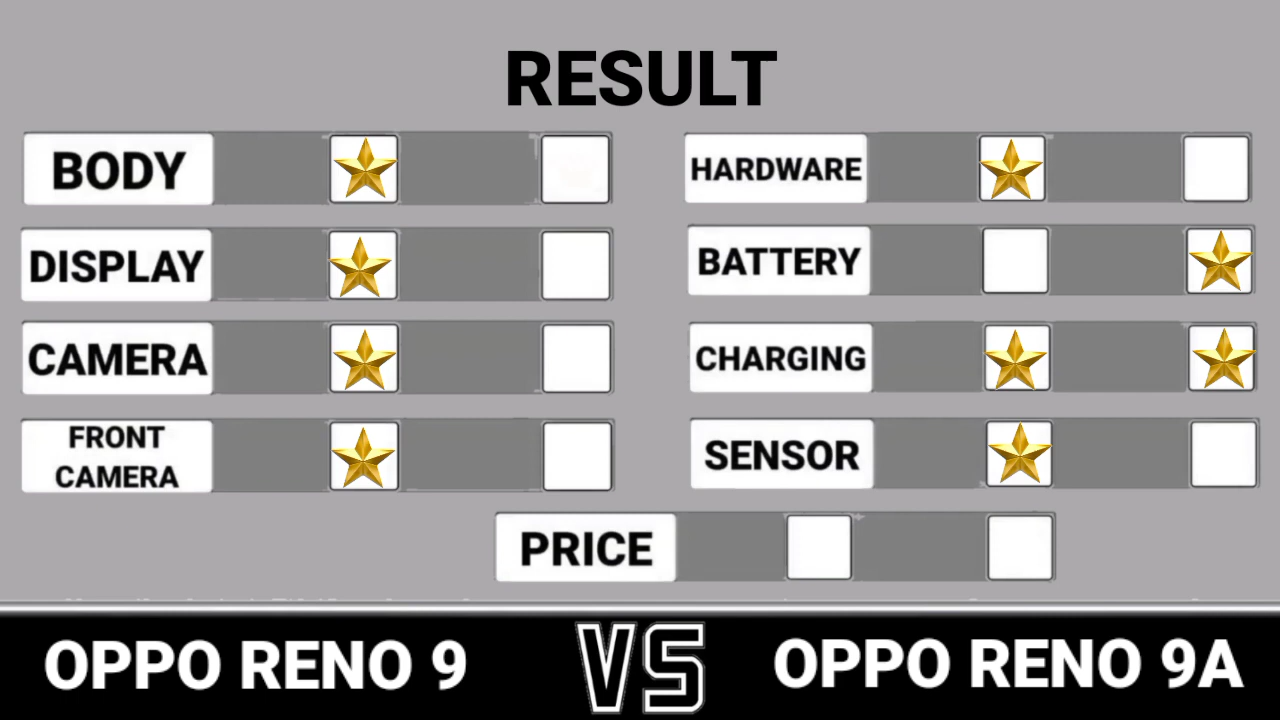 RESULT
BODY
HARDWARE
DISPLAY
BATTERY
CAMERA
CHARGING
FRONT
CAMERA
SENSOR
PRICE
OPPO RENO 9 VS OPPO RENO 9A